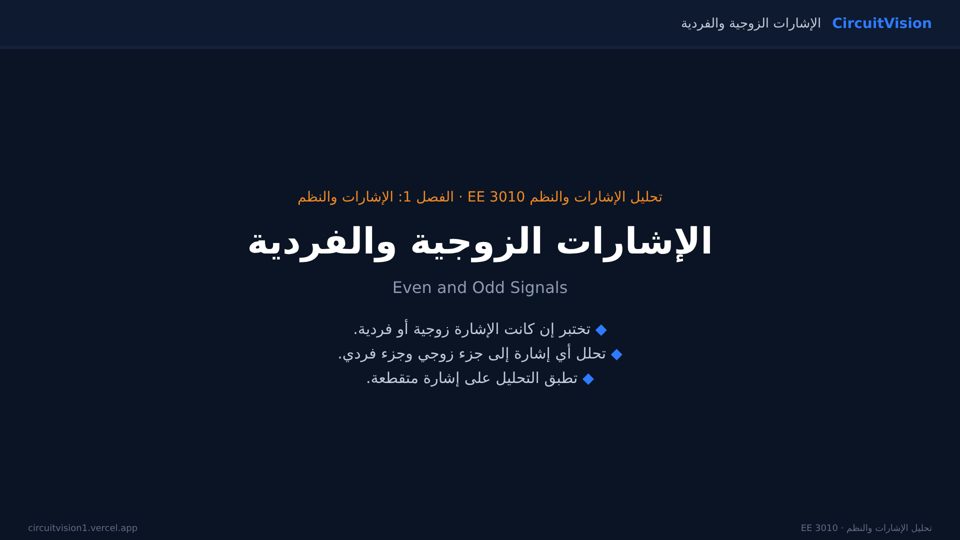 CircuitVision الإشارات الزوجية والفردية
تحليل الإشارات والنظم EE 3010 · الفصل 1: الإشارات والنظم
الإشارات الزوجية والفردية
Even and Odd Signals
◆ تختبر إن كانت الإشارة زوجية أو فردية.
◆ تحلل أي إشارة إلى جزء زوجي وجزء فردي.
◆ تطبق التحليل على إشارة متقطعة.
تحليل الإشارات والنظم · EE 3010
circuitvision1.vercel.app